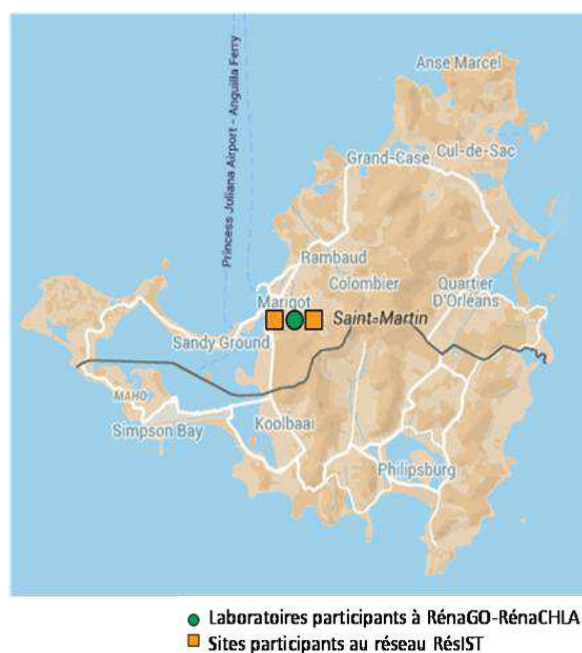 Anse Marcel
Cul-de-Sac
Grand-Case
Princess Juliana Airport - Anguilla Ferry
Rambaud
Colombier
Quartier
D'Orléans
Marigot
Saint-Martin
Sandy Ground
MAHO
Simpson Bay
Koolbaai
Philipsburg
Laboratoires participants à RénaGO-RénaCHLA
Sites participants au réseau RésIST